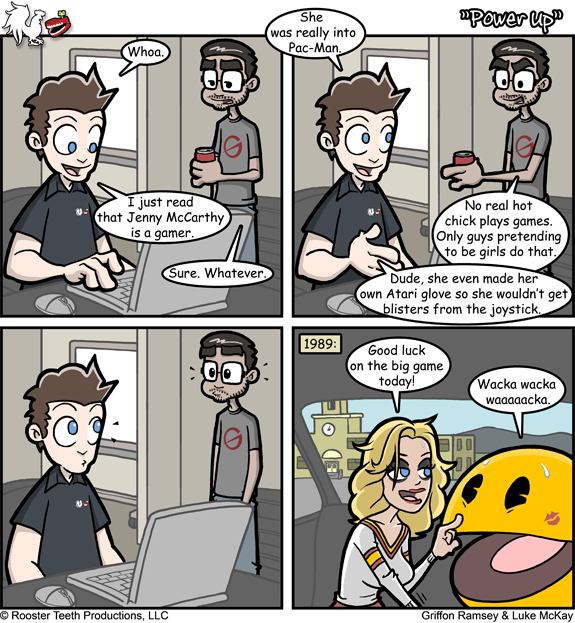 "Power Up"
Whoa.
I just read
that Jenny McCarthy
is a gamer.
Sure. Whatever.
She
was really into
Pac-Man.
No real hot
chick plays games.
Only guys pretending
to be girls do that.
Dude, she even made her
own Atari glove so she wouldn't get
blisters from the joystick.
1989:
Good luck
on the big game
today!
Wacka wacka
waaaaacka.
© Rooster Teeth Productions, LLC
Griffon Ramsey & Luke McKay